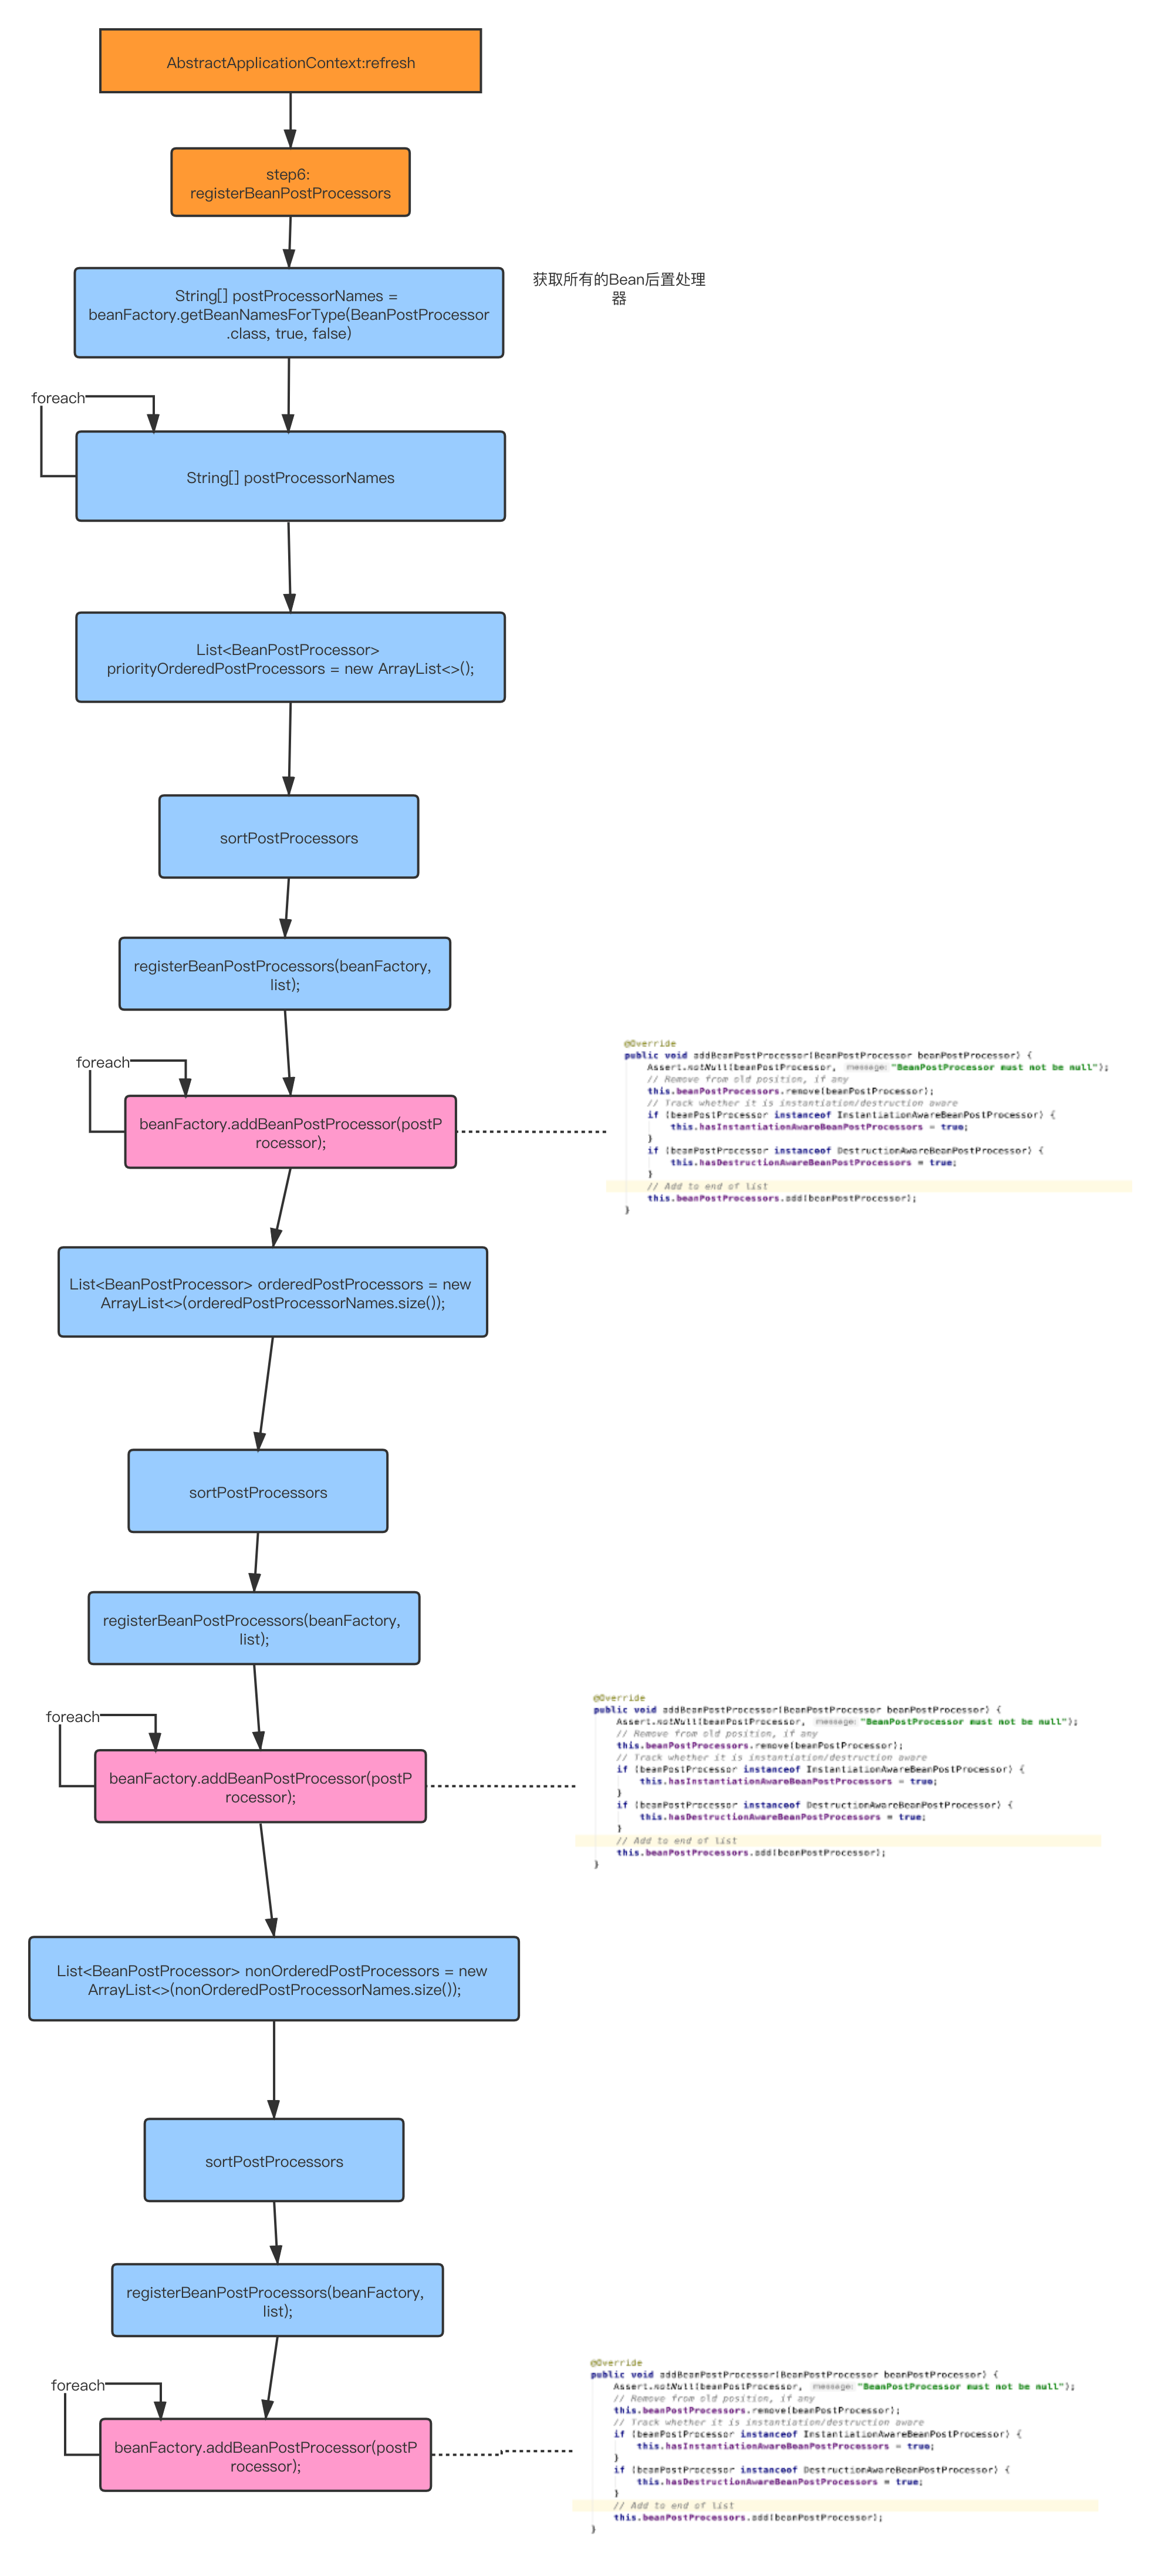 AbstractApplicationContext:refresh
step6:
registerBeanPostProcessors
String[] postProcessorNames =
beanFactory.getBeanNamesForType(BeanPostProcessor
.class, true, false)
获取所有的Bean后置处理
器
foreach
String[] postProcessorNames
List<BeanPostProcessor>
priorityOrderedPostProcessors = new ArrayList<>();
sortPostProcessors
registerBeanPostProcessors(beanFactory,
list);
foreach
beanFactory.addBeanPostProcessor(postP
rocessor);
@Override
public void addBeanPostProcessor(BeanPostProcessor beanPostProcessor) {
Assert.notNull(beanPostProcessor, message: "BeanPostProcessor must not be null");
// Remove from old position, if any
this.beanPostProcessors.remove(beanPostProcessor);
// Track whether it is instantiation/destruction aware
if (beanPostProcessor instanceof InstantiationAwareBeanPostProcessor) {
this.hasInstantiationAwareBeanPostProcessors = true;
}
if (beanPostProcessor instanceof DestructionAwareBeanPostProcessor) {
this.hasDestructionAwareBeanPostProcessors = true;
}
// Add to end of list
this.beanPostProcessors.add(beanPostProcessor);
}
List<BeanPostProcessor> orderedPostProcessors = new
ArrayList<>(orderedPostProcessorNames.size());
sortPostProcessors
registerBeanPostProcessors(beanFactory,
list);
foreach
beanFactory.addBeanPostProcessor(postP
rocessor);
@Override
public void addBeanPostProcessor(BeanPostProcessor beanPostProcessor) {
Assert.notNull(beanPostProcessor, message: "BeanPostProcessor must not be null");
// Remove from old position, if any
this.beanPostProcessors.remove(beanPostProcessor);
// Track whether it is instantiation/destruction aware
if (beanPostProcessor instanceof InstantiationAwareBeanPostProcessor) {
this.hasInstantiationAwareBeanPostProcessors = true;
}
if (beanPostProcessor instanceof DestructionAwareBeanPostProcessor) {
this.hasDestructionAwareBeanPostProcessors = true;
}
// Add to end of list
this.beanPostProcessors.add(beanPostProcessor);
}
List<BeanPostProcessor> nonOrderedPostProcessors = new
ArrayList<>(nonOrderedPostProcessorNames.size());
sortPostProcessors
registerBeanPostProcessors(beanFactory,
list);
foreach
beanFactory.addBeanPostProcessor(postP
rocessor);
@Override
public void addBeanPostProcessor(BeanPostProcessor beanPostProcessor) {
Assert.notNull(beanPostProcessor, message: "BeanPostProcessor must not be null");
// Remove from old position, if any
this.beanPostProcessors.remove(beanPostProcessor);
// Track whether it is instantiation/destruction aware
if (beanPostProcessor instanceof InstantiationAwareBeanPostProcessor) {
this.hasInstantiationAwareBeanPostProcessors = true;
}
if (beanPostProcessor instanceof DestructionAwareBeanPostProcessor) {
this.hasDestructionAwareBeanPostProcessors = true;
}
// Add to end of list
this.beanPostProcessors.add(beanPostProcessor);
}